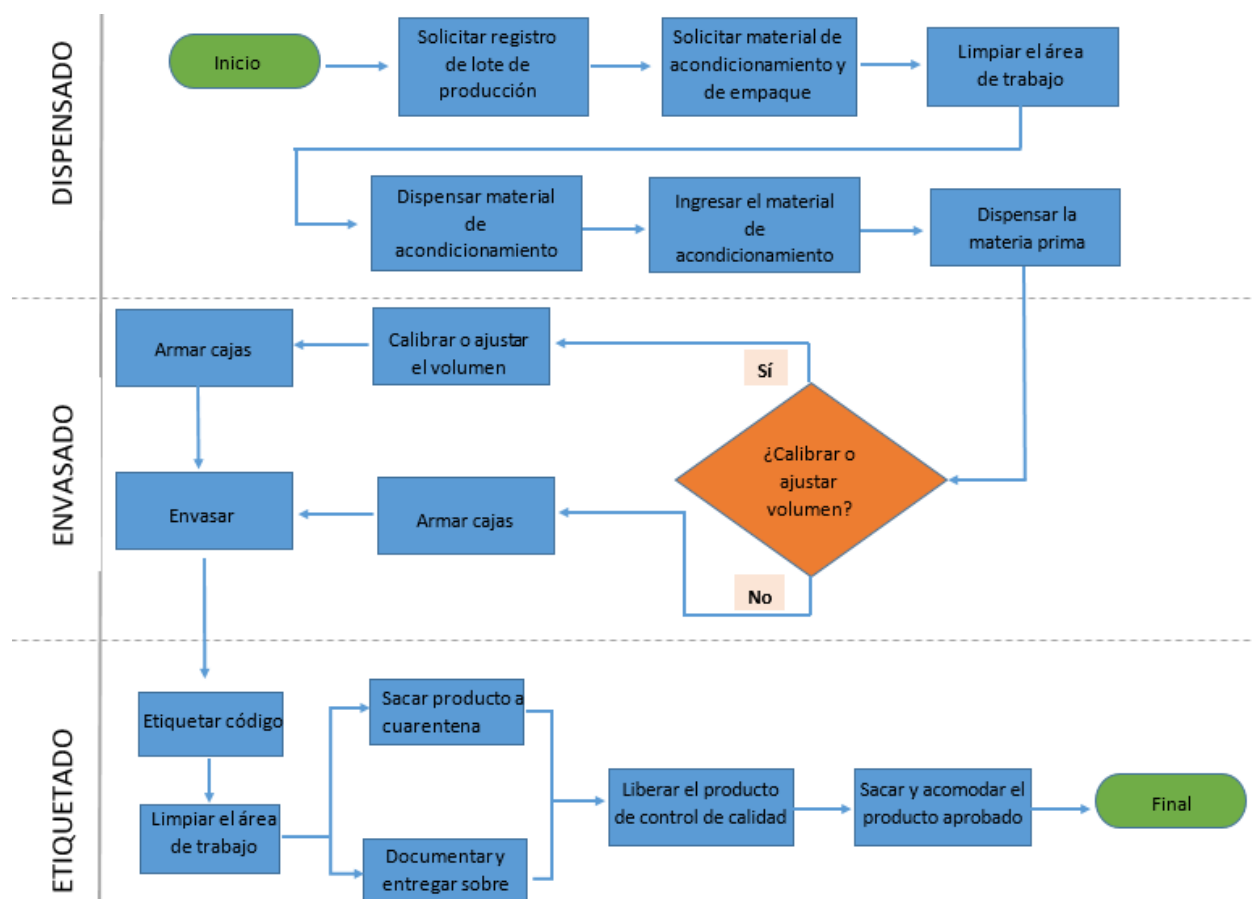 DISPENSADO
Inicio
Solicitar registro
de lote de
producción
Solicitar material de
acondicionamiento y
de empaque
Limpiar el área
de trabajo
Dispensar material
de
acondicionamiento
Ingresar el material
de
acondicionamiento
Dispensar la
materia prima
ENVASADO
Armar cajas
Calibrar o ajustar
el volumen
Sí
¿Calibrar o
ajustar
volumen?
Envasar
Armar cajas
No
ETIQUETADO
Etiquetar código
Limpiar el área
de trabajo
Sacar producto a
cuarentena
Documentar y
entregar sobre
Liberar el producto
de control de calidad
Sacar y acomodar el
producto aprobado
Final